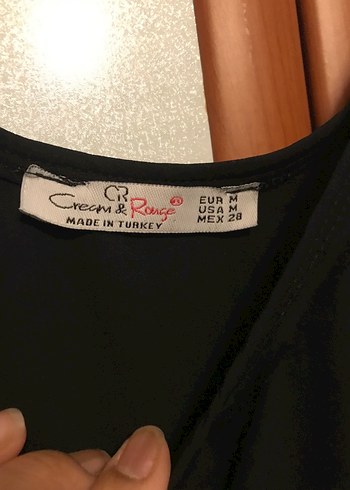 CR
Cream & Rouge
MADE IN TURKEY
EUR M
USA M
MEX 28